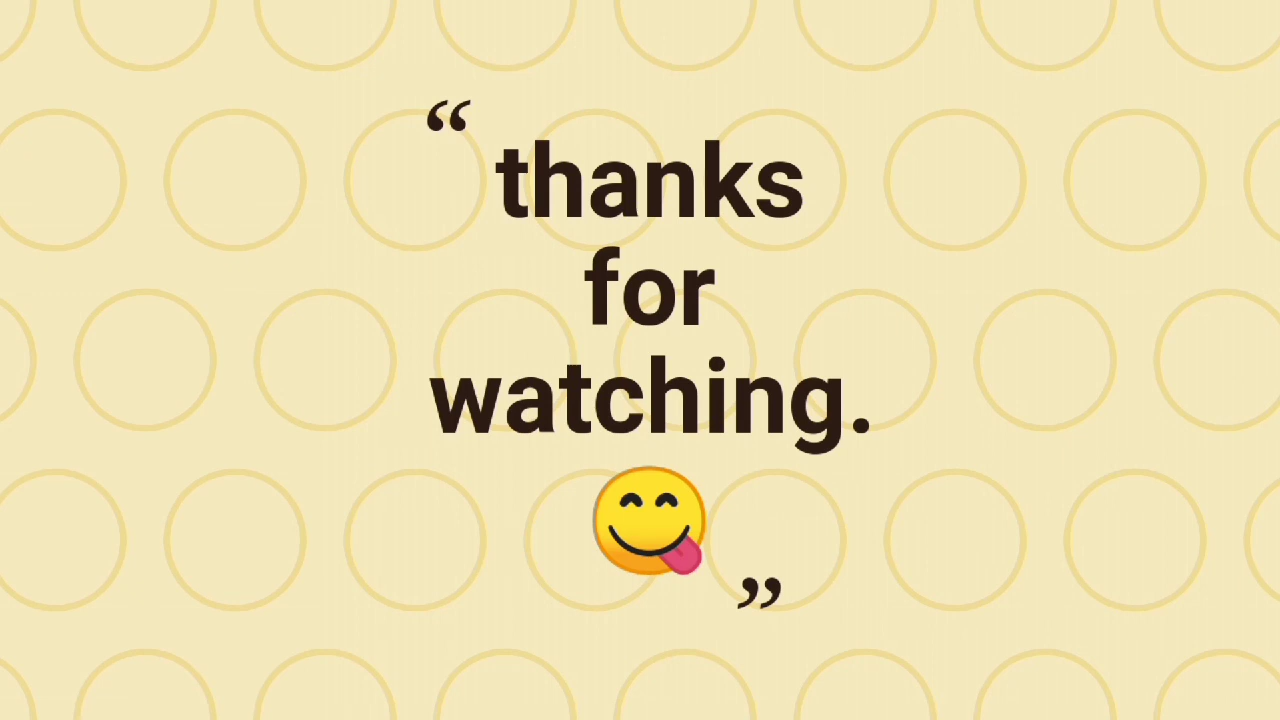 “ thanks
for
watching.
😋 ”